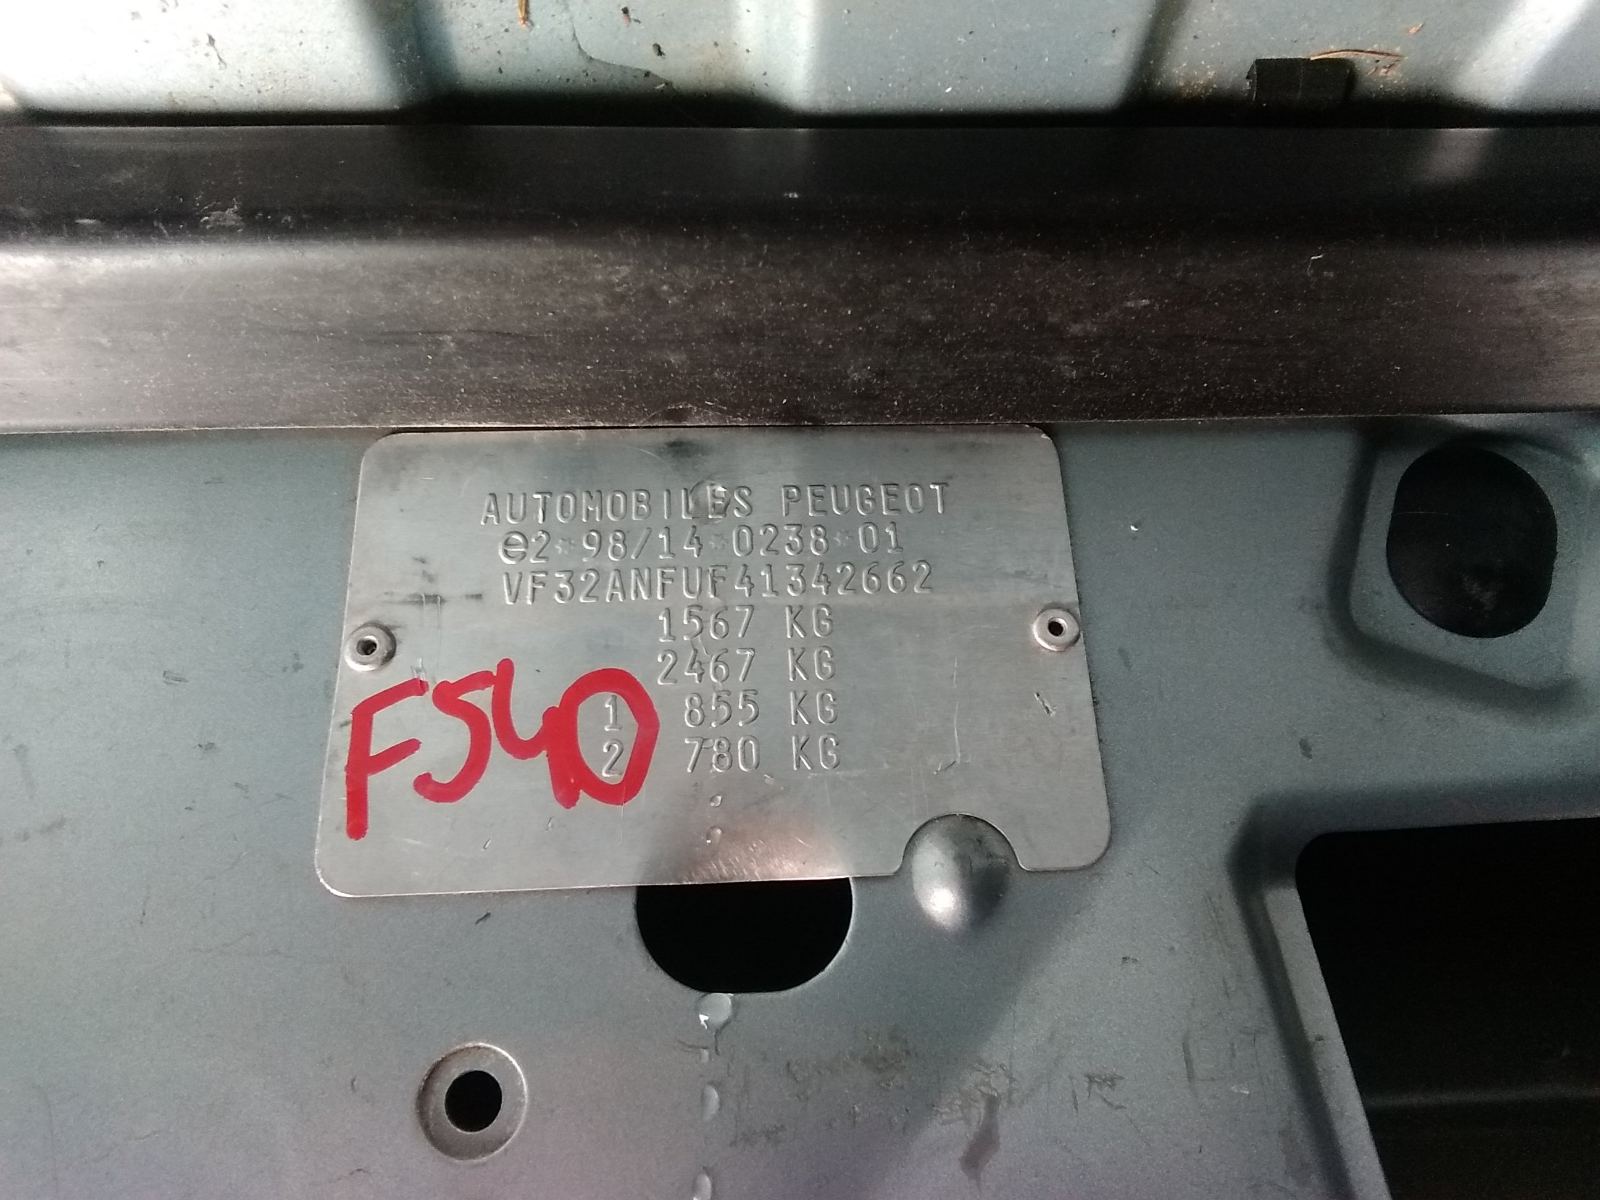 AUTOMOBILES PEUGEOT
e2*98/14*0238*01
VF32ANFUF41342662
1567 KG
2467 KG
1 855 KG
2 780 KG
F540